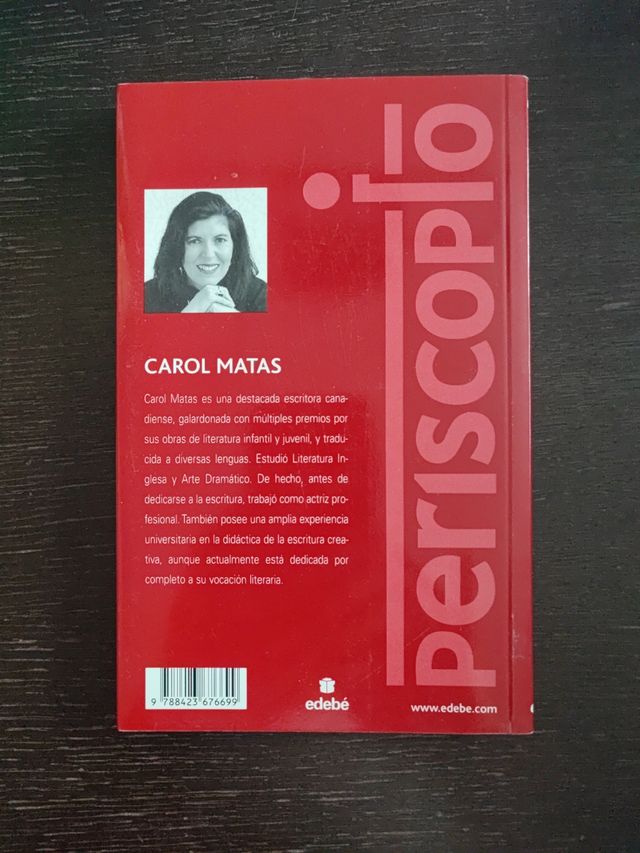 periscopio
CAROL MATAS
Carol Matas es una destacada escritora cana-
diense, galardonada con múltiples premios por
sus obras de literatura infantil y juvenil, y tradu-
cida a diversas lenguas. Estudió Literatura In-
glesa y Arte Dramático. De hecho, antes de
dedicarse a la escritura, trabajó como actriz pro-
fesional. También posee una amplia experiencia
universitaria en la didáctica de la escritura crea-
tiva, aunque actualmente está dedicada por
completo a su vocación literaria.
9 788423 676699
edebé
www.edebe.com